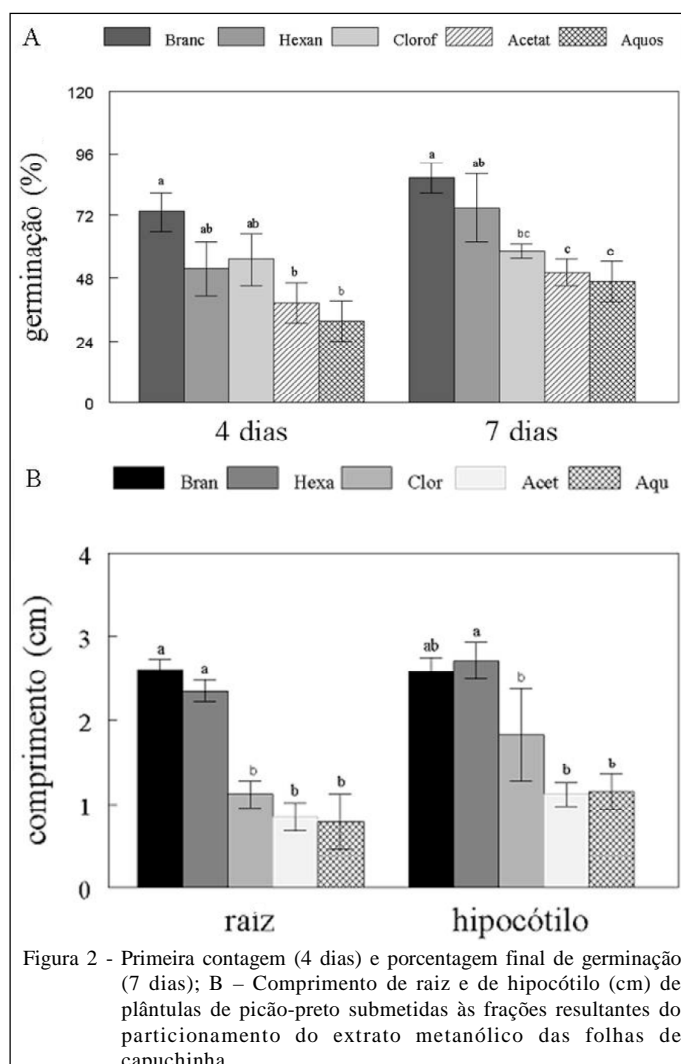 A
Branc Hexan Clorof Acetat Aquos
120
96
72
48
24
0
germinação (%)
a ab ab b b
a ab bc c c
4 dias 7 dias
B
Bran Hexa Clor Acet Aqu
4
3
2
1
0
comprimento (cm)
a a b b b
ab a b b b
raiz hipocótilo
Figura 2 - Primeira contagem (4 dias) e porcentagem final de germinação
(7 dias); B – Comprimento de raiz e de hipocótilo (cm) de
plântulas de picão-preto submetidas às frações resultantes do
particionamento do extrato metanólico das folhas de
capuchinha